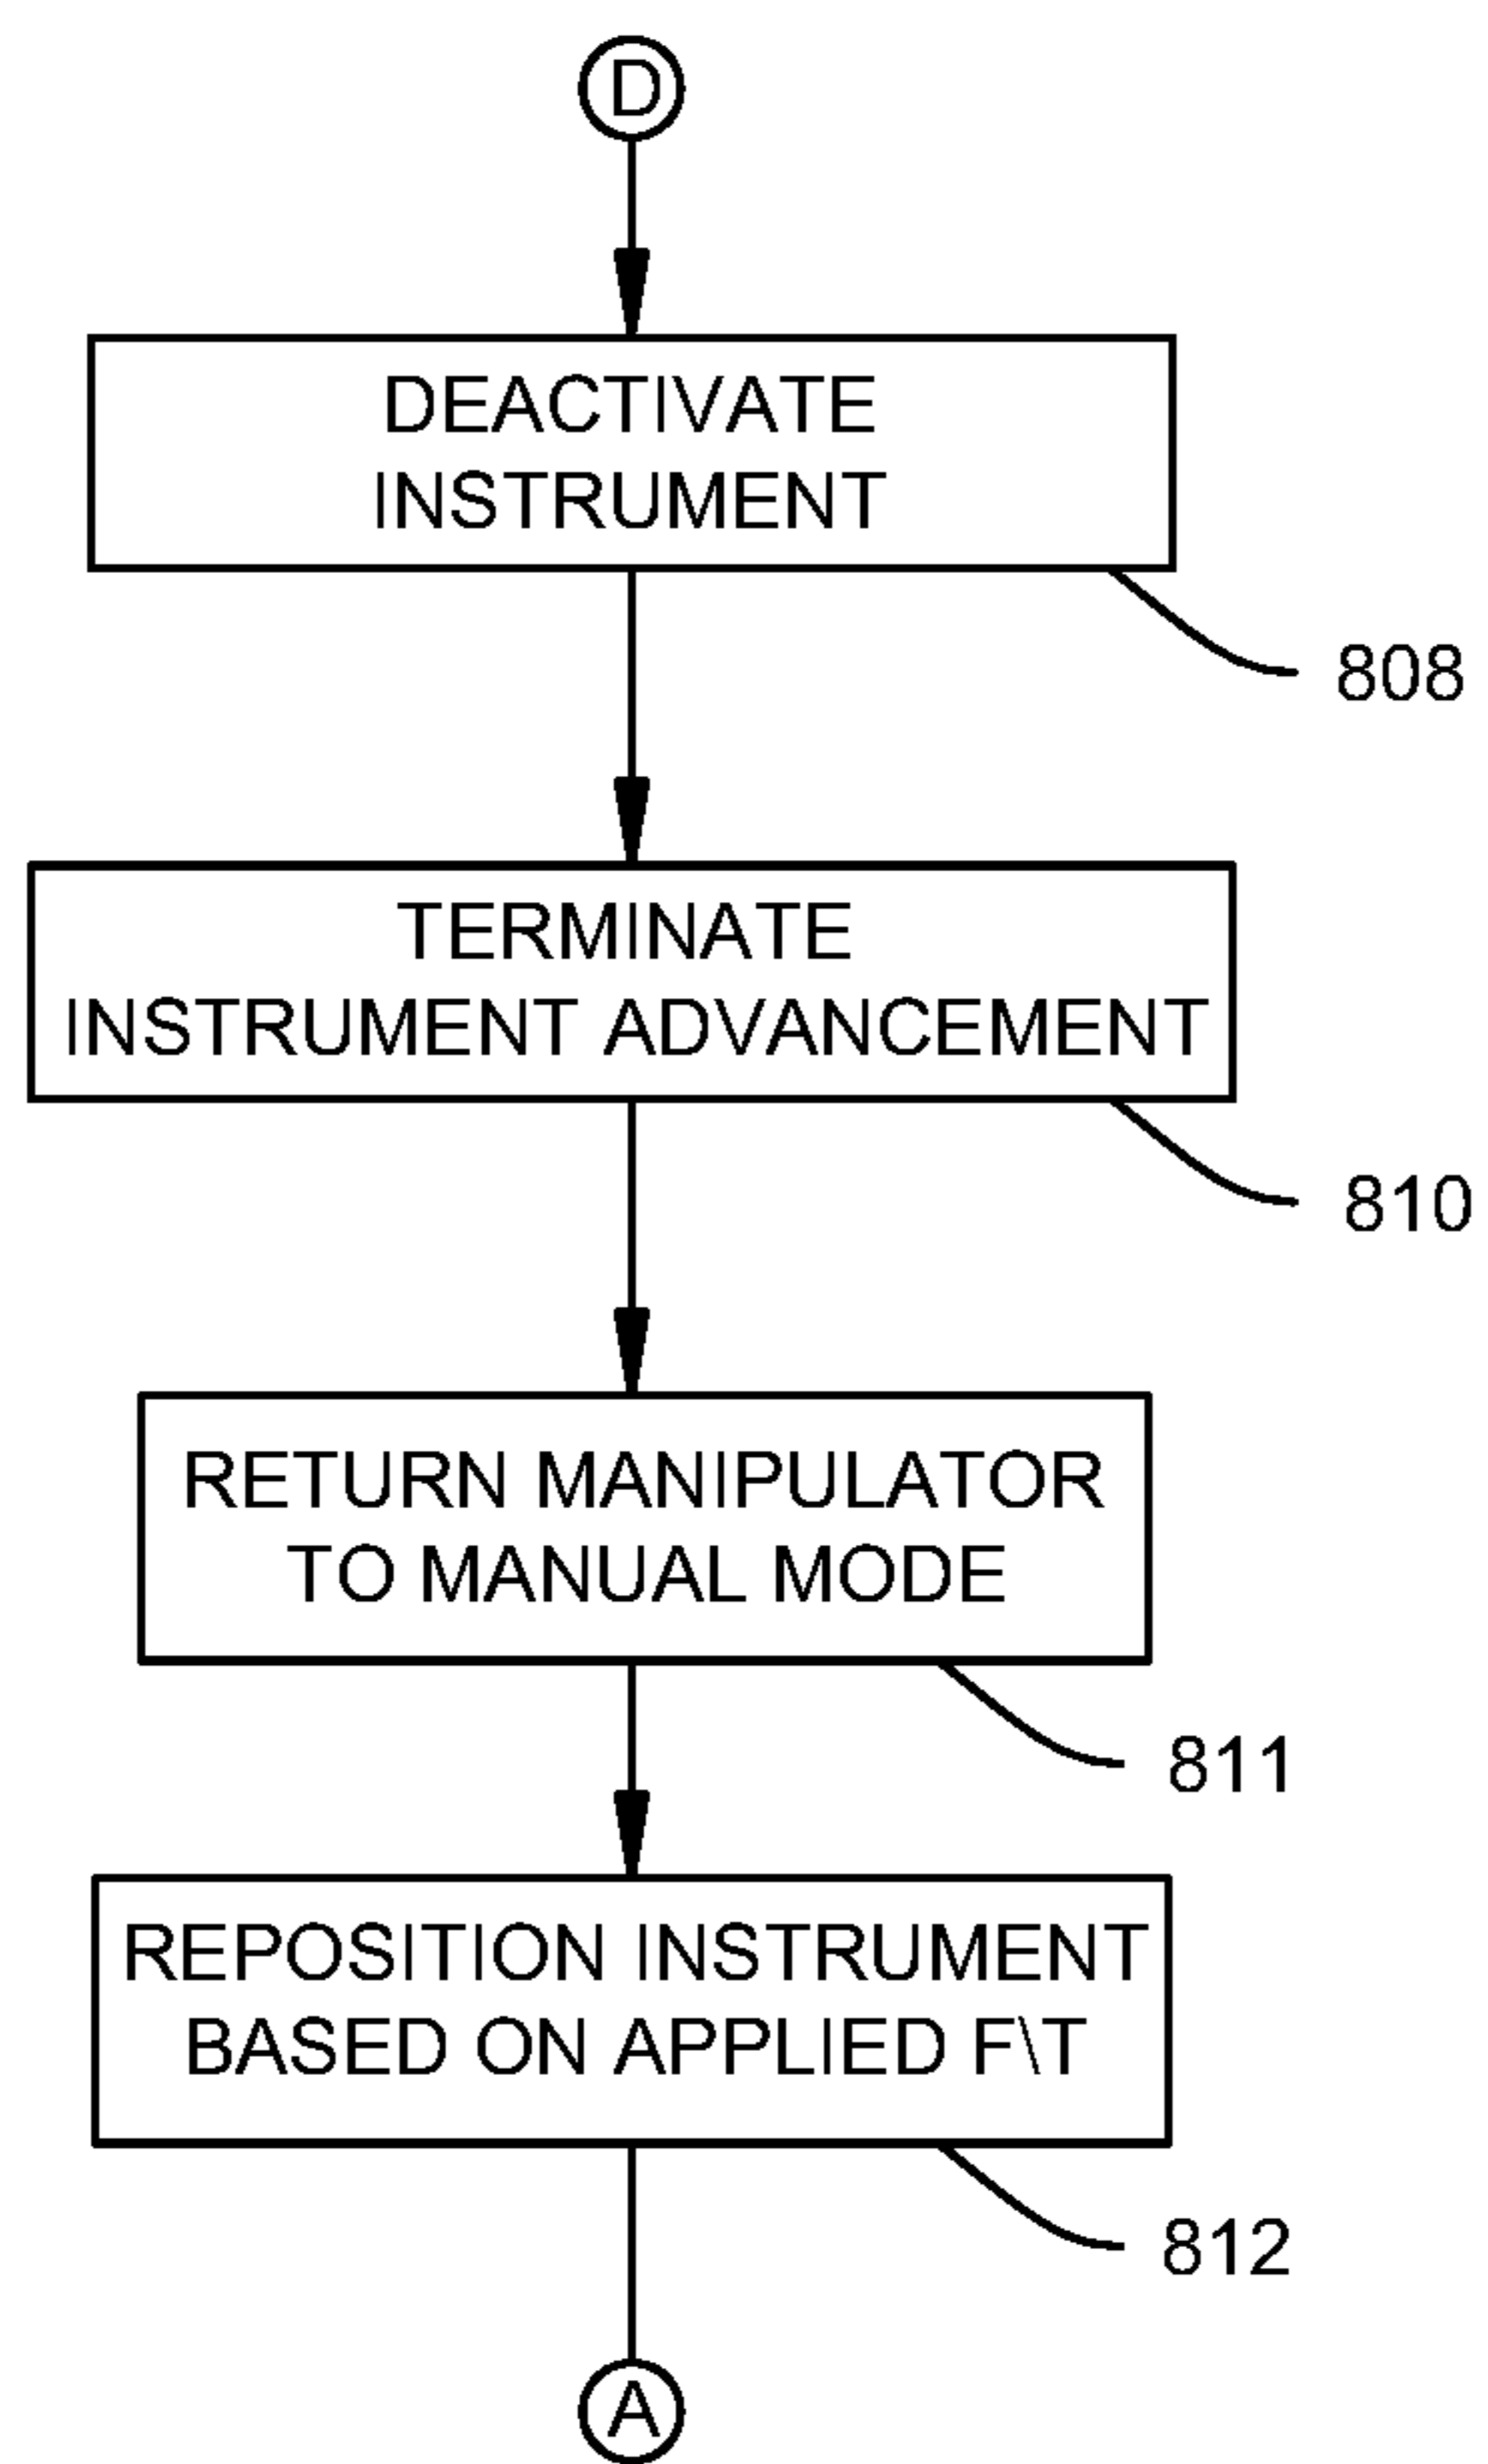 D
DEACTIVATE
INSTRUMENT
808
TERMINATE
INSTRUMENT ADVANCEMENT
810
RETURN MANIPULATOR
TO MANUAL MODE
811
REPOSITION INSTRUMENT
BASED ON APPLIED F\T
812
A